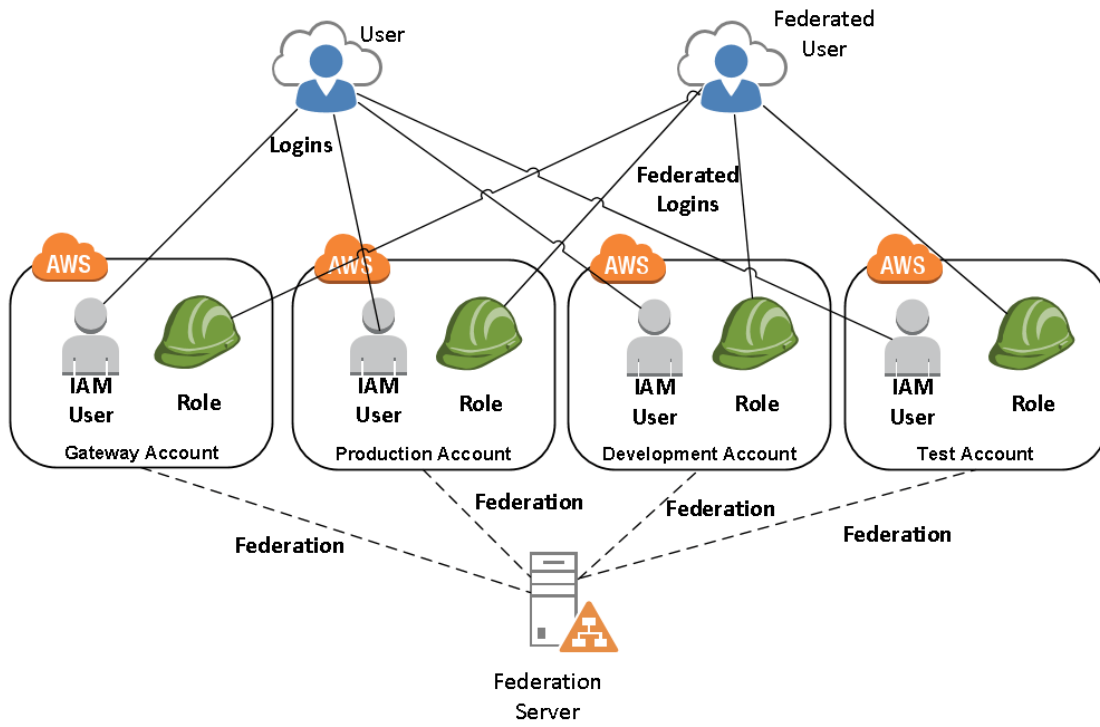 User
Federated
User
Logins
Federated
Logins
AWS
AWS
AWS
AWS
IAM
User
Role
IAM
User
Role
IAM
User
Role
IAM
User
Role
Gateway Account
Production Account
Development Account
Test Account
Federation
Federation
Federation
Federation
Federation
Server